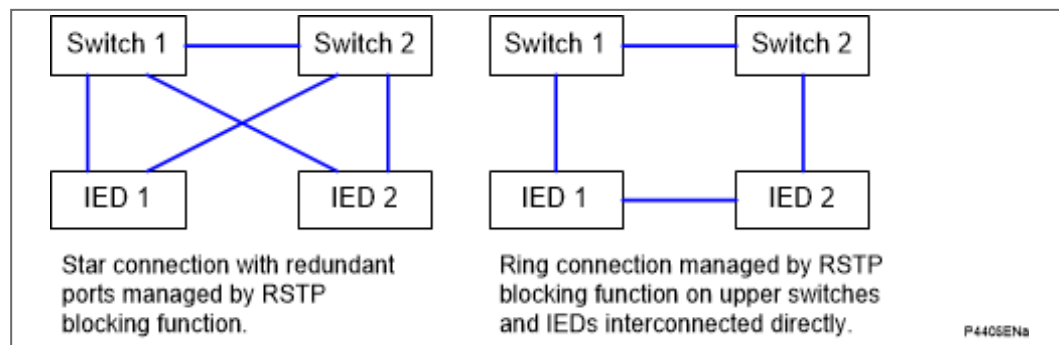 Switch 1
Switch 2
IED 1
IED 2
Star connection with redundant
ports managed by RSTP
blocking function.
Switch 1
Switch 2
IED 1
IED 2
Ring connection managed by RSTP
blocking function on upper switches
and IEDs interconnected directly.
P4405ENa